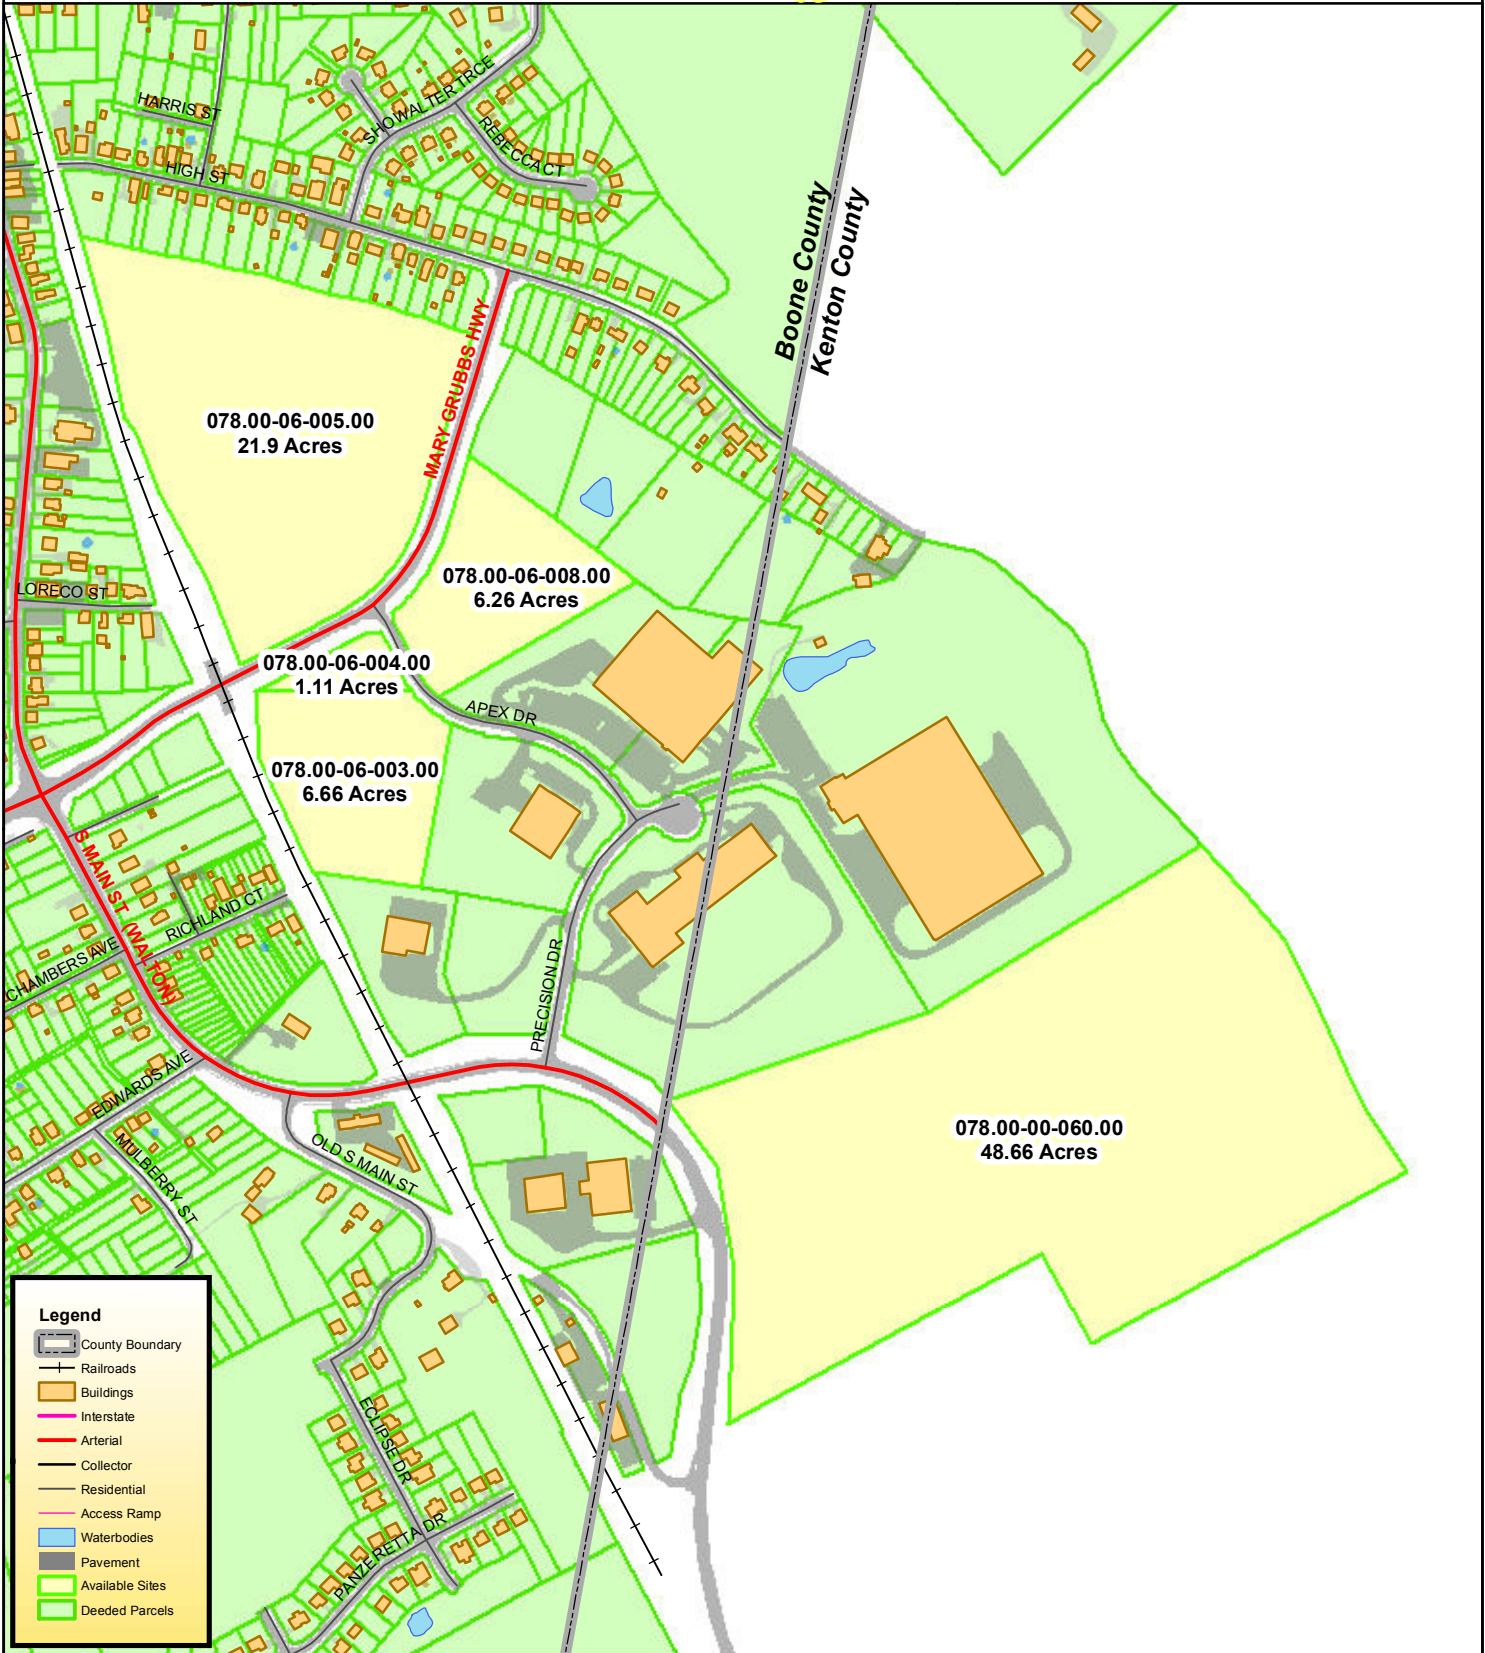 HARRIS ST
SHOWALTER TRCE
REBECCA CT
HIGH ST
Boone County
Kenton County
MARY GRUBBS HWY
078.00-06-005.00
21.9 Acres
078.00-06-008.00
6.26 Acres
LORECO ST
078.00-06-004.00
1.11 Acres
APEX DR
078.00-06-003.00
6.66 Acres
S MAIN ST (WALTON)
RICHLAND CT
CHAMBERS AVE
PRECISION DR
EDWARDS AVE
MULBERRY ST
OLD S MAIN ST
078.00-00-060.00
48.66 Acres
ECLIPSE DR
PANZERETTA DR
Legend
County Boundary
Railroads
Buildings
Interstate
Arterial
Collector
Residential
Access Ramp
Waterbodies
Pavement
Available Sites
Deeded Parcels